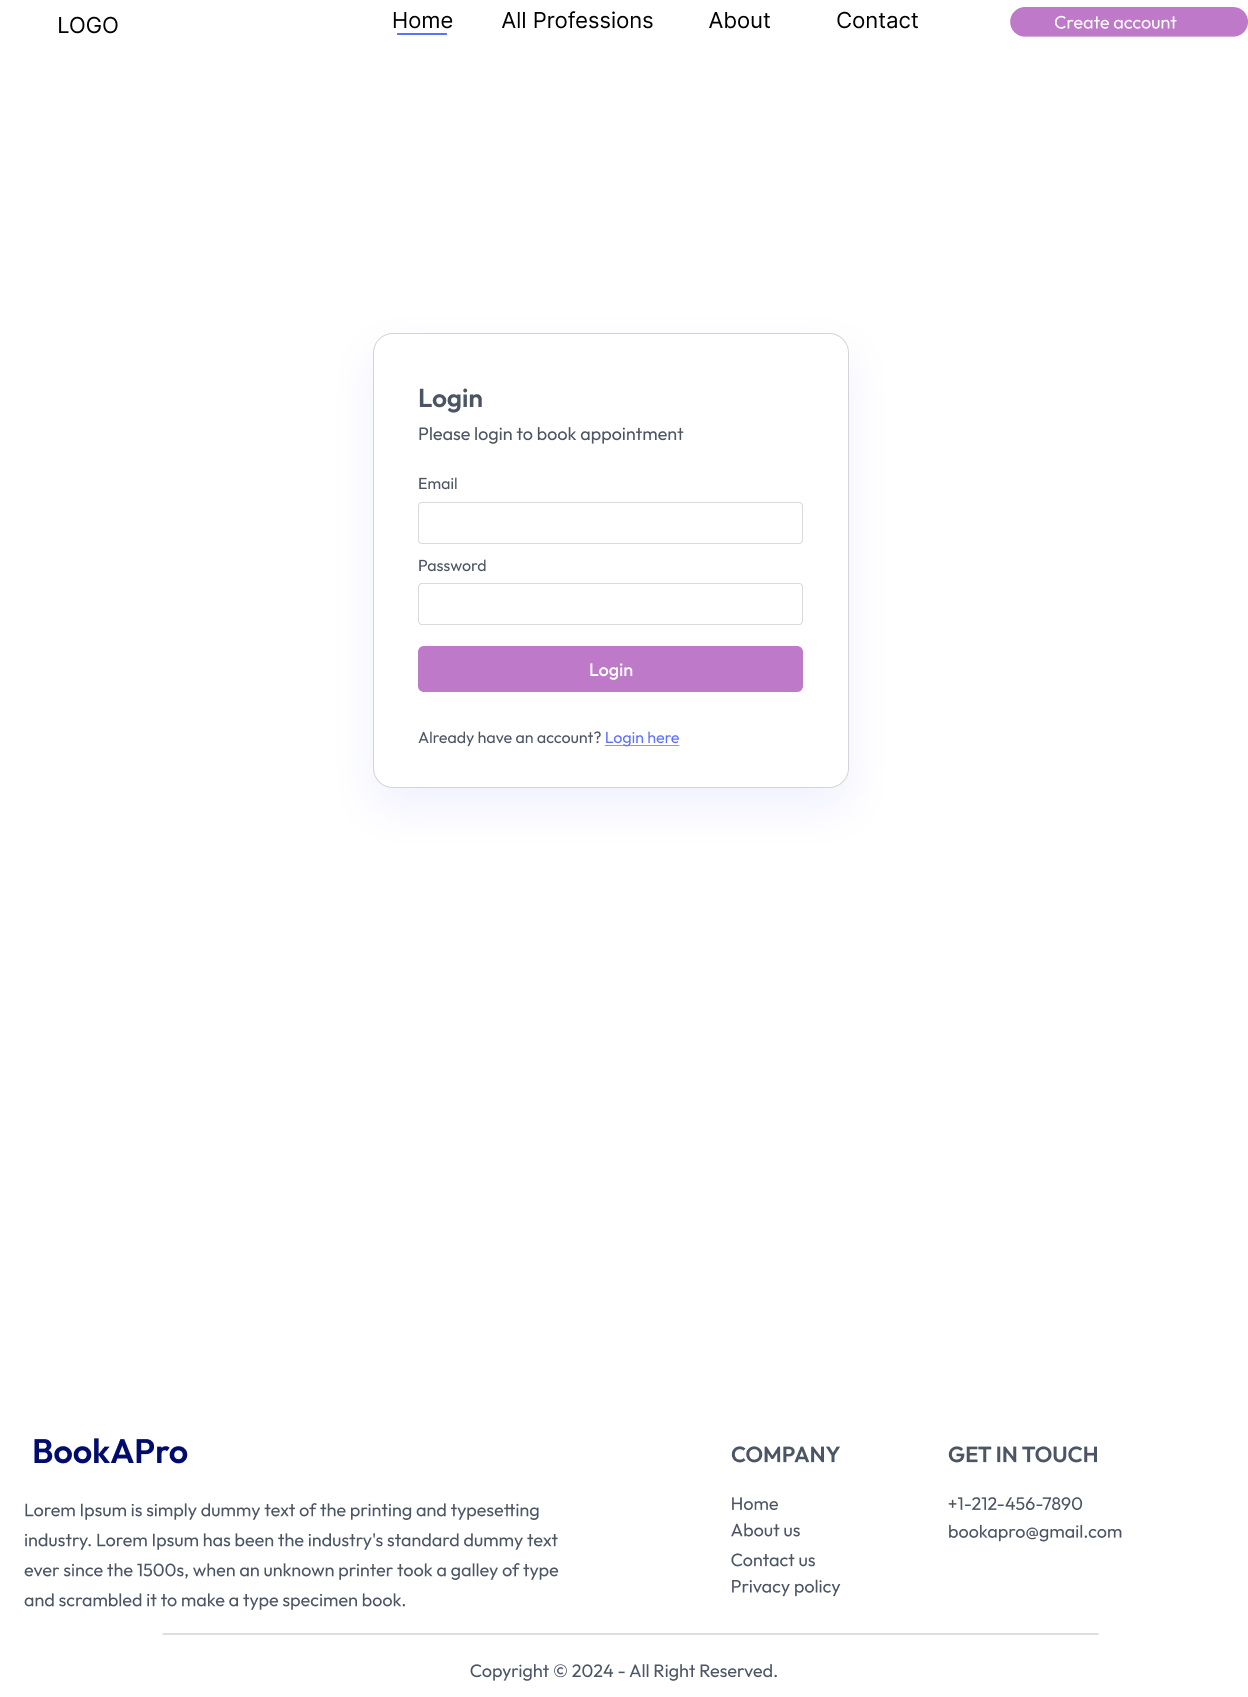 LOGO
Home
All Professions
About
Contact
Create account
Login
Please login to book appointment
Email
Password
Login
Already have an account? Login here
BookAPro
Lorem Ipsum is simply dummy text of the printing and typesetting
industry. Lorem Ipsum has been the industry's standard dummy text
ever since the 1500s, when an unknown printer took a galley of type
and scrambled it to make a type specimen book.
COMPANY
Home
About us
Contact us
Privacy policy
GET IN TOUCH
+1-212-456-7890
bookapro@gmail.com
Copyright © 2024 - All Right Reserved.